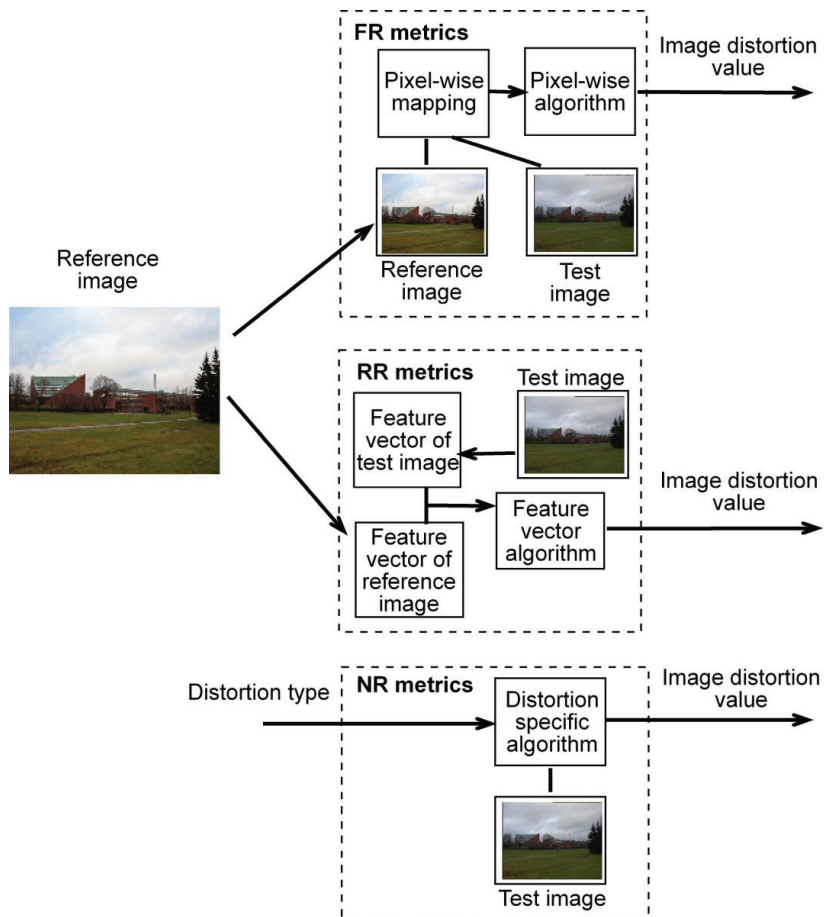 FR metrics
Pixel-wise
mapping
Pixel-wise
algorithm
Image distortion
value
Reference
image
Test
image
Reference
image
RR metrics
Test image
Feature
vector of
test image
Feature
vector
algorithm
Image distortion
value
Feature
vector of
reference
image
NR metrics
Distortion type
Distortion
specific
algorithm
Image distortion
value
Test image